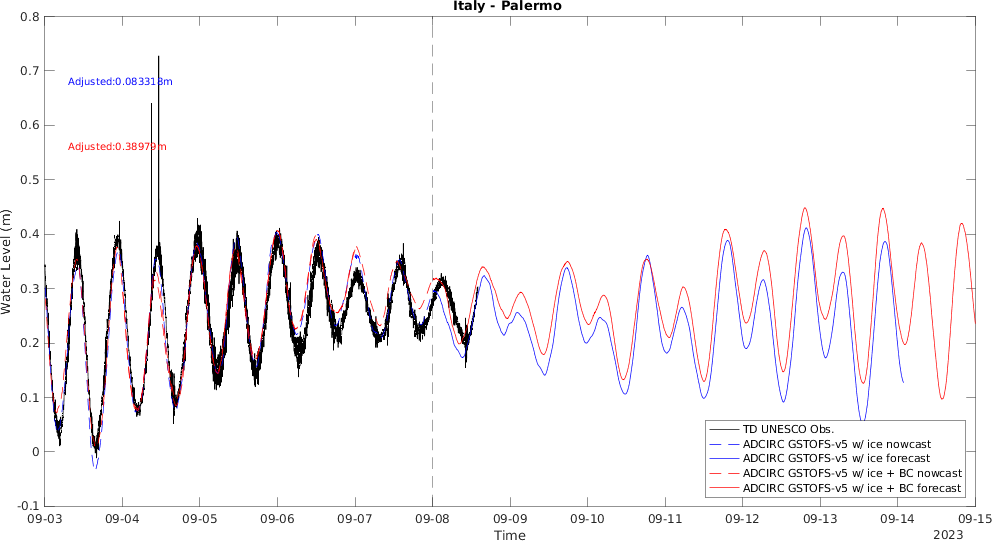 Italy - Palermo
0.8
0.7
0.6
0.5
0.4
0.3
0.2
0.1
0
-0.1
Water Level (m)
Adjusted:0.083318m
Adjusted:0.38979m
TD UNESCO Obs.
ADCIRC GSTOFS-v5 w/ ice nowcast
ADCIRC GSTOFS-v5 w/ ice forecast
ADCIRC GSTOFS-v5 w/ ice + BC nowcast
ADCIRC GSTOFS-v5 w/ ice + BC forecast
09-03 09-04 09-05 09-06 09-07 09-08 09-09 09-10 09-11 09-12 09-13 09-14 09-15
Time
2023